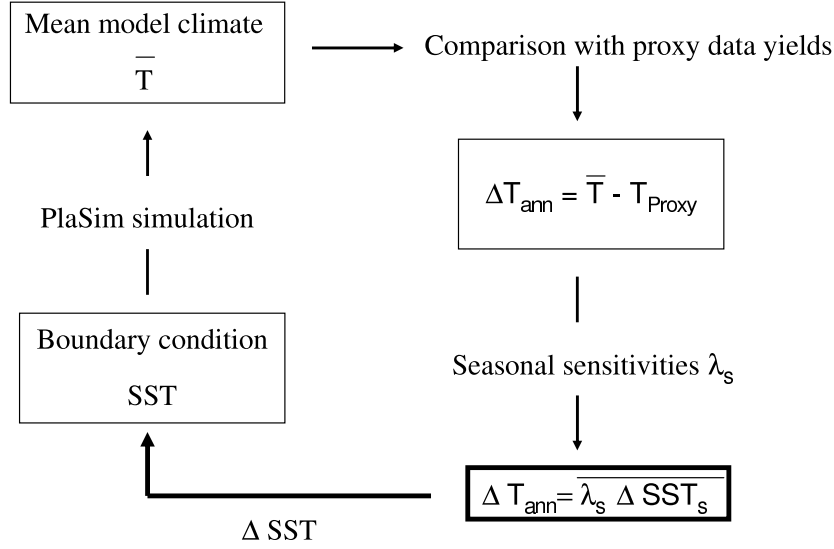 Mean model climate
T̅
Comparison with proxy data yields
ΔT_ann = T̅ - T_Proxy
PlaSim simulation
Boundary condition
SST
Seasonal sensitivities λ_s
Δ T_ann= \overline{λ_s Δ SST_s}
Δ SST